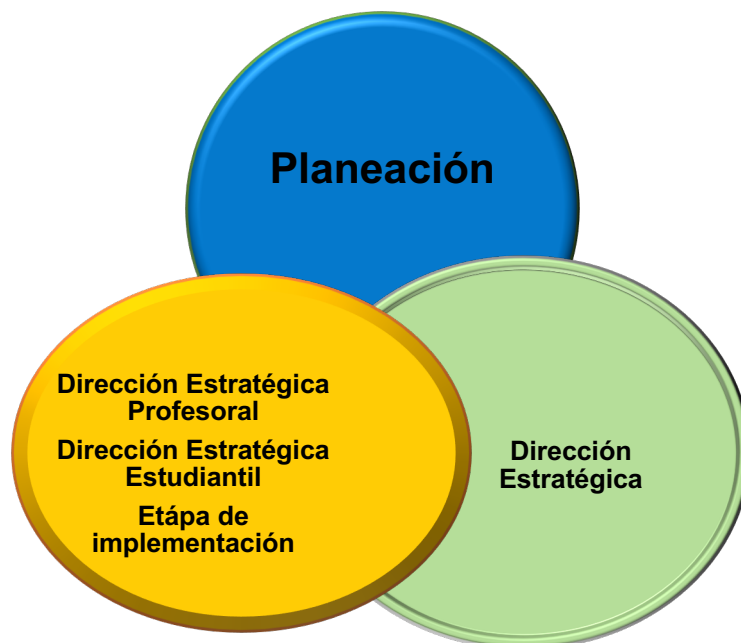 Planeación
Dirección Estratégica
Profesoral
Dirección Estratégica
Estudiantil
Etápa de
implementación
Dirección
Estratégica